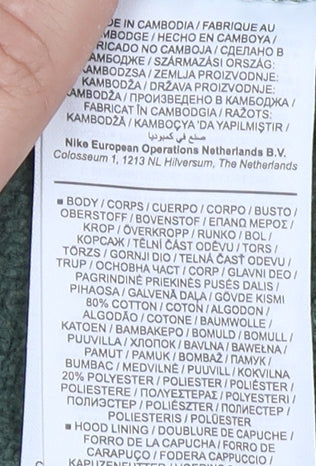 DE IN CAMBODIA / FABRIQUE AU
MBODGE / HECHO EN CAMBOYA /
RICADO NO CAMBOJA / СДЕЛАНО В
АМБОДЖЕ / SZÁRMAZÁSI ORSZÁG:
KAMBODZSA / ZEMLJA PROIZVODNJE:
KAMBODŽA / DRŽAVA PROIZVODNJE:
KAMBODŽA / ПРОИЗВЕДЕНО В КАМБОДЖА /
FABRICAT ÎN CAMBODGIA / RAŽOTS:
KAMBODŽĀ / KAMBOÇYA 'DA YAPILMIŞTIR /
صنع في كمبوديا
Nike European Operations Netherlands B.V.
Colosseum 1, 1213 NL Hilversum, The Netherlands
■ BODY / CORPS / CUERPO / CORPO / BUSTO /
OBERSTOFF / BOVENSTOF / ΕΠΑΝΩ ΜΕΡΟΣ /
KROP / ÖVERKROPP / RUNKO / BOL /
КОРСАЖ / TĚLNÍ ČÁST ODĚVU / TORS /
TÖRZS / GORNJI DIO / TELNÁ ČASŤ ODEVU /
TRUP / ОСНОВНА ЧАСТ / CORP / GLAVNI DEO /
PAGRINDINĖ PRIEKINĖS PUSĖS DALIS /
PIHAOSA / GALVENĀ DAĻA / GÖVDE KISMI
80% COTTON / COTON / ALGODON /
ALGODÃO / COTONE / BAUMWOLLE /
KATOEN / ΒΑΜΒΑΚΕΡΟ / BOMULD / BOMULL /
PUUVILLA / ХЛОПОК / BAVLNA / BAWEŁNA /
PAMUT / PAMUK / BOMBAŽ / ПАМУК /
BUMBAC / MEDVILNĖ / PUUVILL / KOKVILNA
20% POLYESTER / POLIESTER / POLIÉSTER /
POLIESTERE / ΠΟΛΥΕΣΤΕΡΑΣ / POLYESTERI /
ПОЛИЭСТЕР / POLIÉSZTER / ПОЛИЕСТЕР /
POLIESTERIS / POLÜESTER
■ HOOD LINING / DOUBLURE DE CAPUCHE /
FORRO DE LA CAPUCHA / FORRO DE
CARAPUÇO / FODERA CAPPUCCIO /
KAPUZENFUTTER /